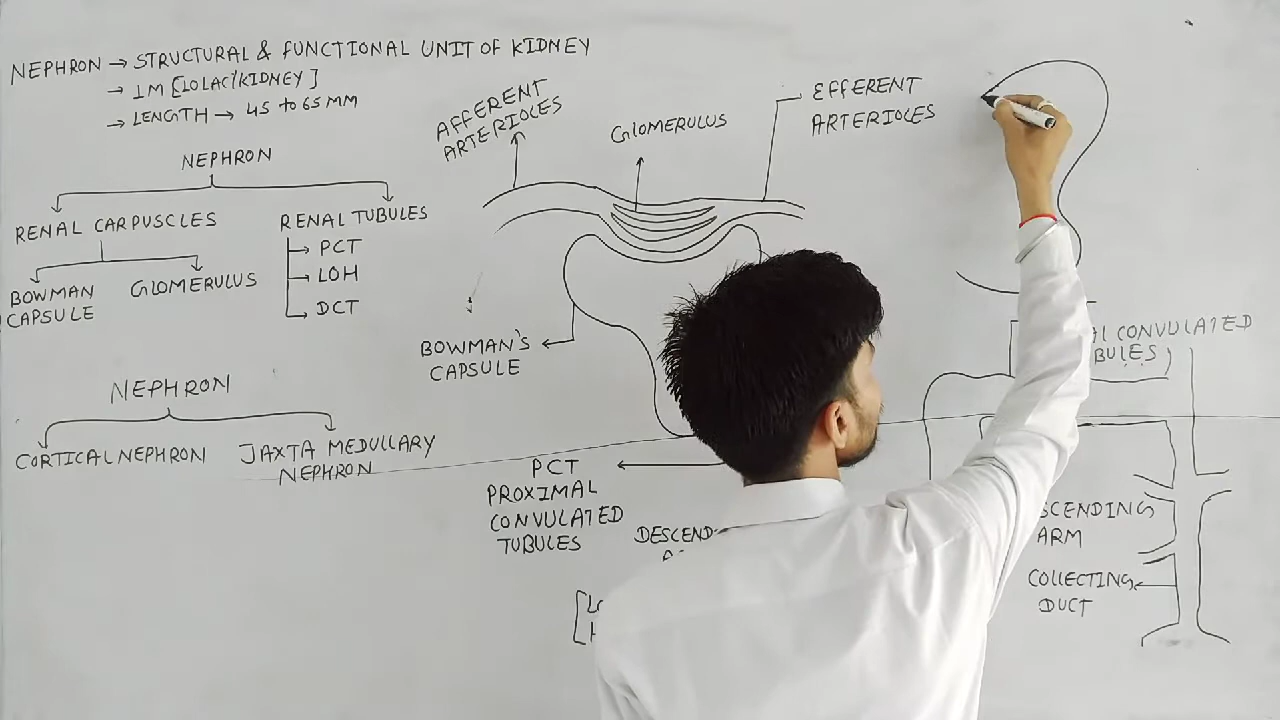 NEPHRON → STRUCTURAL & FUNCTIONAL UNIT OF KIDNEY
→ 1M [10LAC/KIDNEY]
→ LENGTH → 45 to 65 MM
NEPHRON
RENAL CARPUSCLES
RENAL TUBULES
BOWMAN
CAPSULE
GLOMERULUS
→ PCT
→ LOH
→ DCT
NEPHRON
CORTICAL NEPHRON
JAXTA MEDULLARY
NEPHRON
AFFERENT
ARTERIOLES
GLOMERULUS
EFFERENT
ARTERIOLES
BOWMAN'S
CAPSULE
PCT
PROXIMAL
CONVULATED
TUBULES
DESCEND
CONVULATED
BULES
SCENDING
ARM
COLLECTING
DUCT